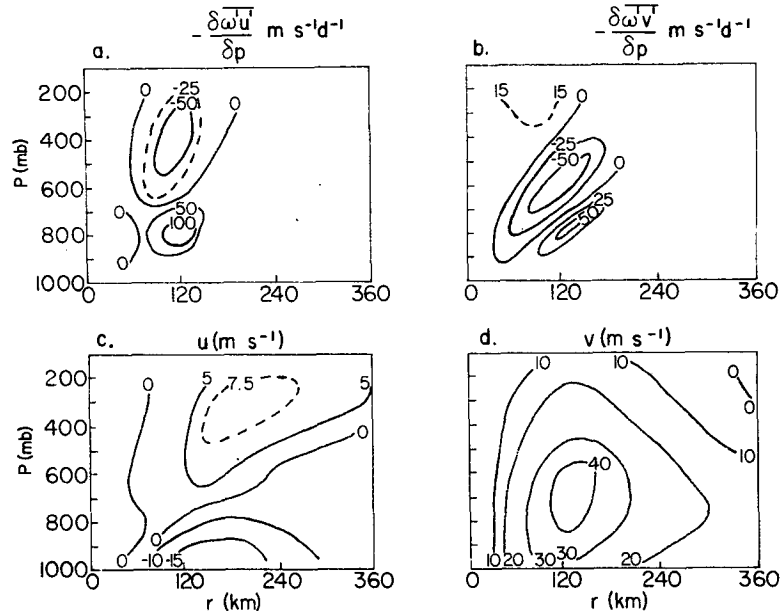 a. - δω'u' / δp m s⁻¹d⁻¹
b. - δω'v' / δp m s⁻¹d⁻¹
0 -25 -50 0
0 50 100 0
15 15 0
-25 -50 0 25 50
P (mb)
200
400
600
800
1000
0 120 240 360
0 120 240 360
c. u (m s⁻¹)
d. v (m s⁻¹)
0 5 7.5 5 0
0 0 -10 -15
10 10 0 0 10
40
10 20 30 30 20
P (mb)
200
400
600
800
1000
0 120 240 360
0 120 240 360
r (km)
r (km)